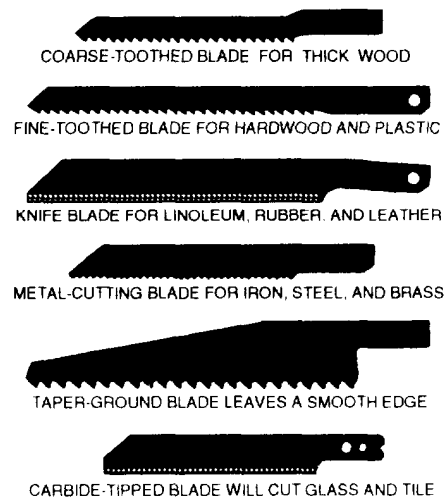 COARSE-TOOTHED BLADE FOR THICK WOOD
FINE-TOOTHED BLADE FOR HARDWOOD AND PLASTIC
KNIFE BLADE FOR LINOLEUM, RUBBER, AND LEATHER
METAL-CUTTING BLADE FOR IRON, STEEL, AND BRASS
TAPER-GROUND BLADE LEAVES A SMOOTH EDGE
CARBIDE-TIPPED BLADE WILL CUT GLASS AND TILE